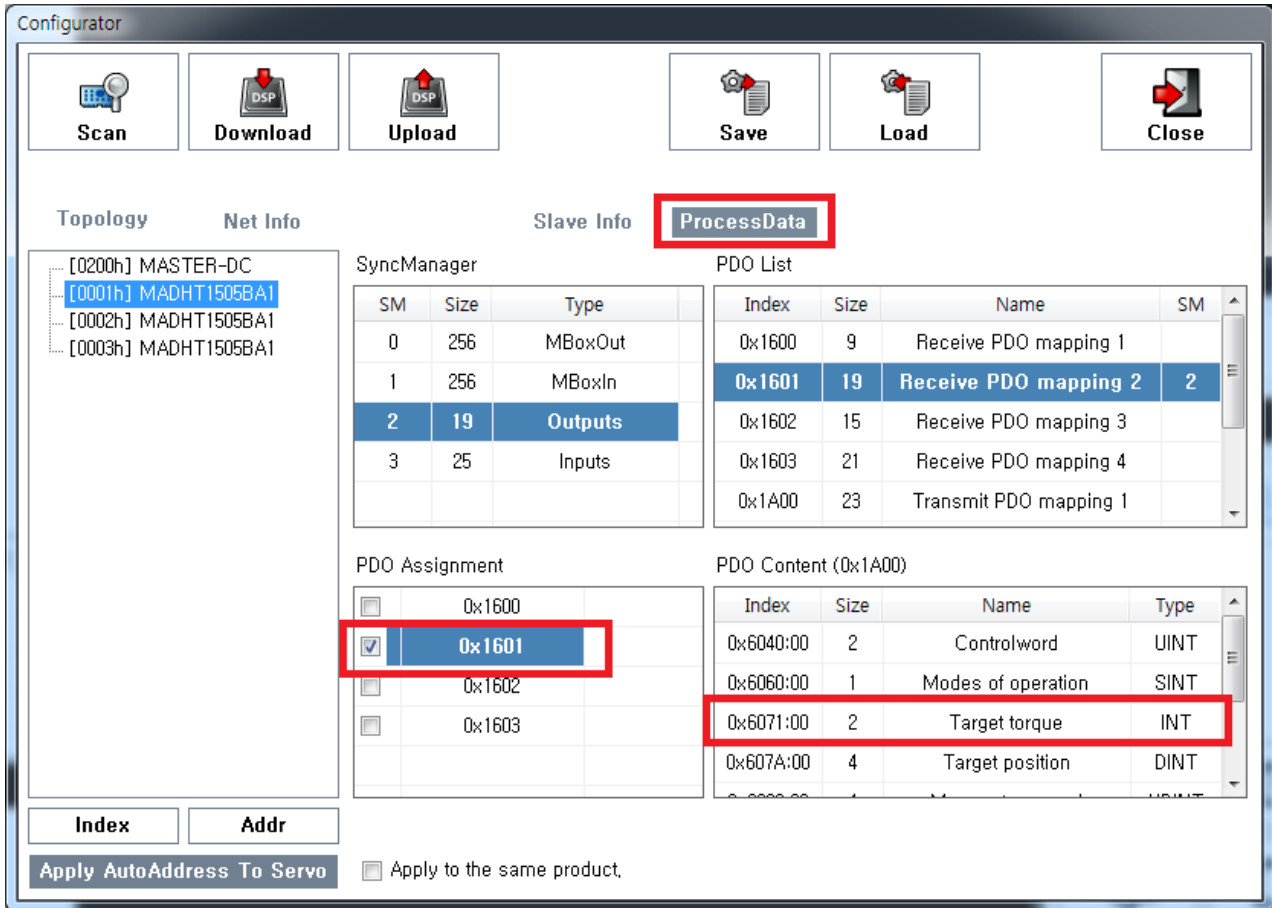 Configurator
Scan Download Upload Save Load Close
Topology Net Info Slave Info ProcessData
[0200h] MASTER-DC
[0001h] MADHT1505BA1
[0002h] MADHT1505BA1
[0003h] MADHT1505BA1
SyncManager
SM Size Type
0 256 MBoxOut
1 256 MBoxIn
2 19 Outputs
3 25 Inputs
PDO List
Index Size Name SM
0x1600 9 Receive PDO mapping 1
0x1601 19 Receive PDO mapping 2 2
0x1602 15 Receive PDO mapping 3
0x1603 21 Receive PDO mapping 4
0x1A00 23 Transmit PDO mapping 1
PDO Assignment
0x1600
0x1601
0x1602
0x1603
PDO Content (0x1A00)
Index Size Name Type
0x6040:00 2 Controlword UINT
0x6060:00 1 Modes of operation SINT
0x6071:00 2 Target torque INT
0x607A:00 4 Target position DINT
Index Addr
Apply AutoAddress To Servo
Apply to the same product,